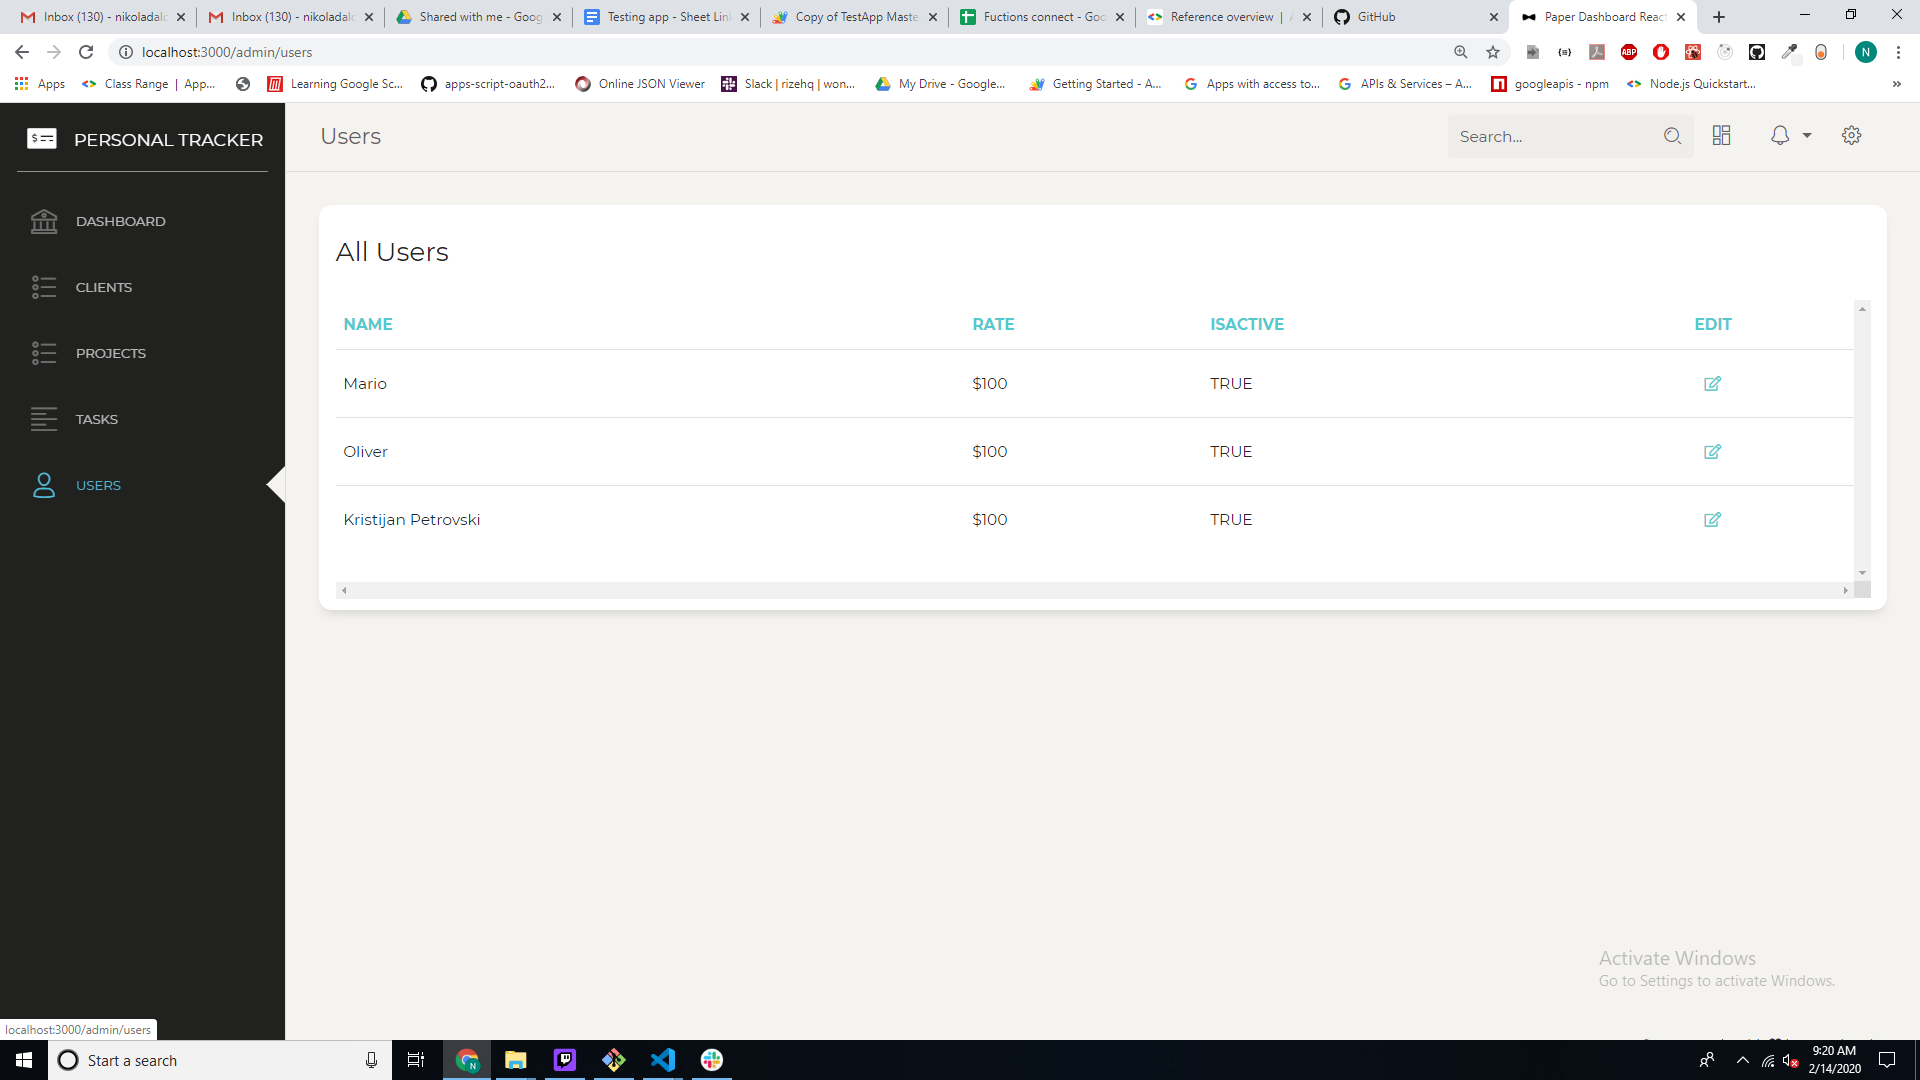 Inbox (130) - nikoladalc
Inbox (130) - nikoladalc
Shared with me - Goog
Testing app - Sheet Lin
Copy of TestApp Maste
Fuctions connect - Goo
Reference overview |
GitHub
Paper Dashboard React
localhost:3000/admin/users
ABP
N
Apps
Class Range | App...
Learning Google Sc...
apps-script-oauth2...
Online JSON Viewer
Slack | rizehq | won...
My Drive - Google...
Getting Started - A...
Apps with access to...
APIs & Services – A...
googleapis - npm
Node.js Quickstart...
»
PERSONAL TRACKER
Users
Search...
DASHBOARD
CLIENTS
PROJECTS
TASKS
USERS
All Users
NAME RATE ISACTIVE EDIT
Mario $100 TRUE
Oliver $100 TRUE
Kristijan Petrovski $100 TRUE
Activate Windows
Go to Settings to activate Windows.
localhost:3000/admin/users
Start a search
N
9:20 AM
2/14/2020